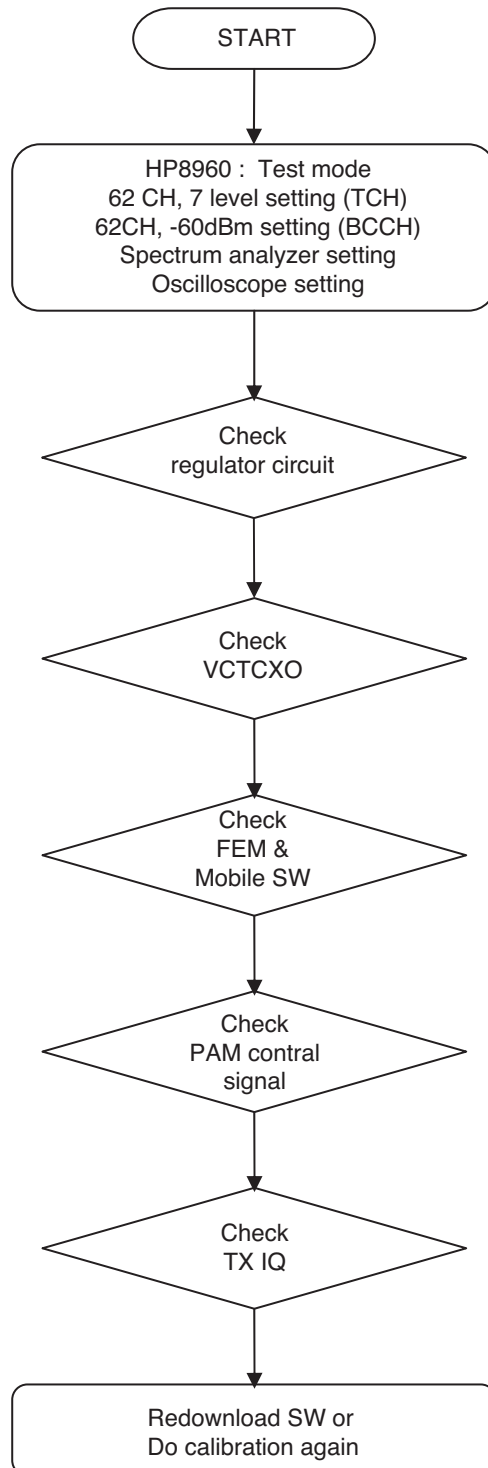 START
HP8960 : Test mode
62 CH, 7 level setting (TCH)
62CH, -60dBm setting (BCCH)
Spectrum analyzer setting
Oscilloscope setting
Check
regulator circuit
Check
VCTCXO
Check
FEM &
Mobile SW
Check
PAM contral
signal
Check
TX IQ
Redownload SW or
Do calibration again